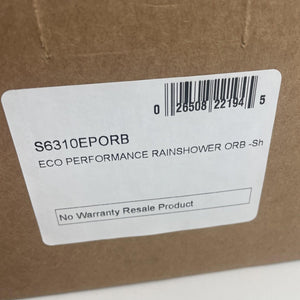 0 26508 22194 5
S6310EPORB
ECO PERFORMANCE RAINSHOWER ORB -Sh
No Warranty Resale Product